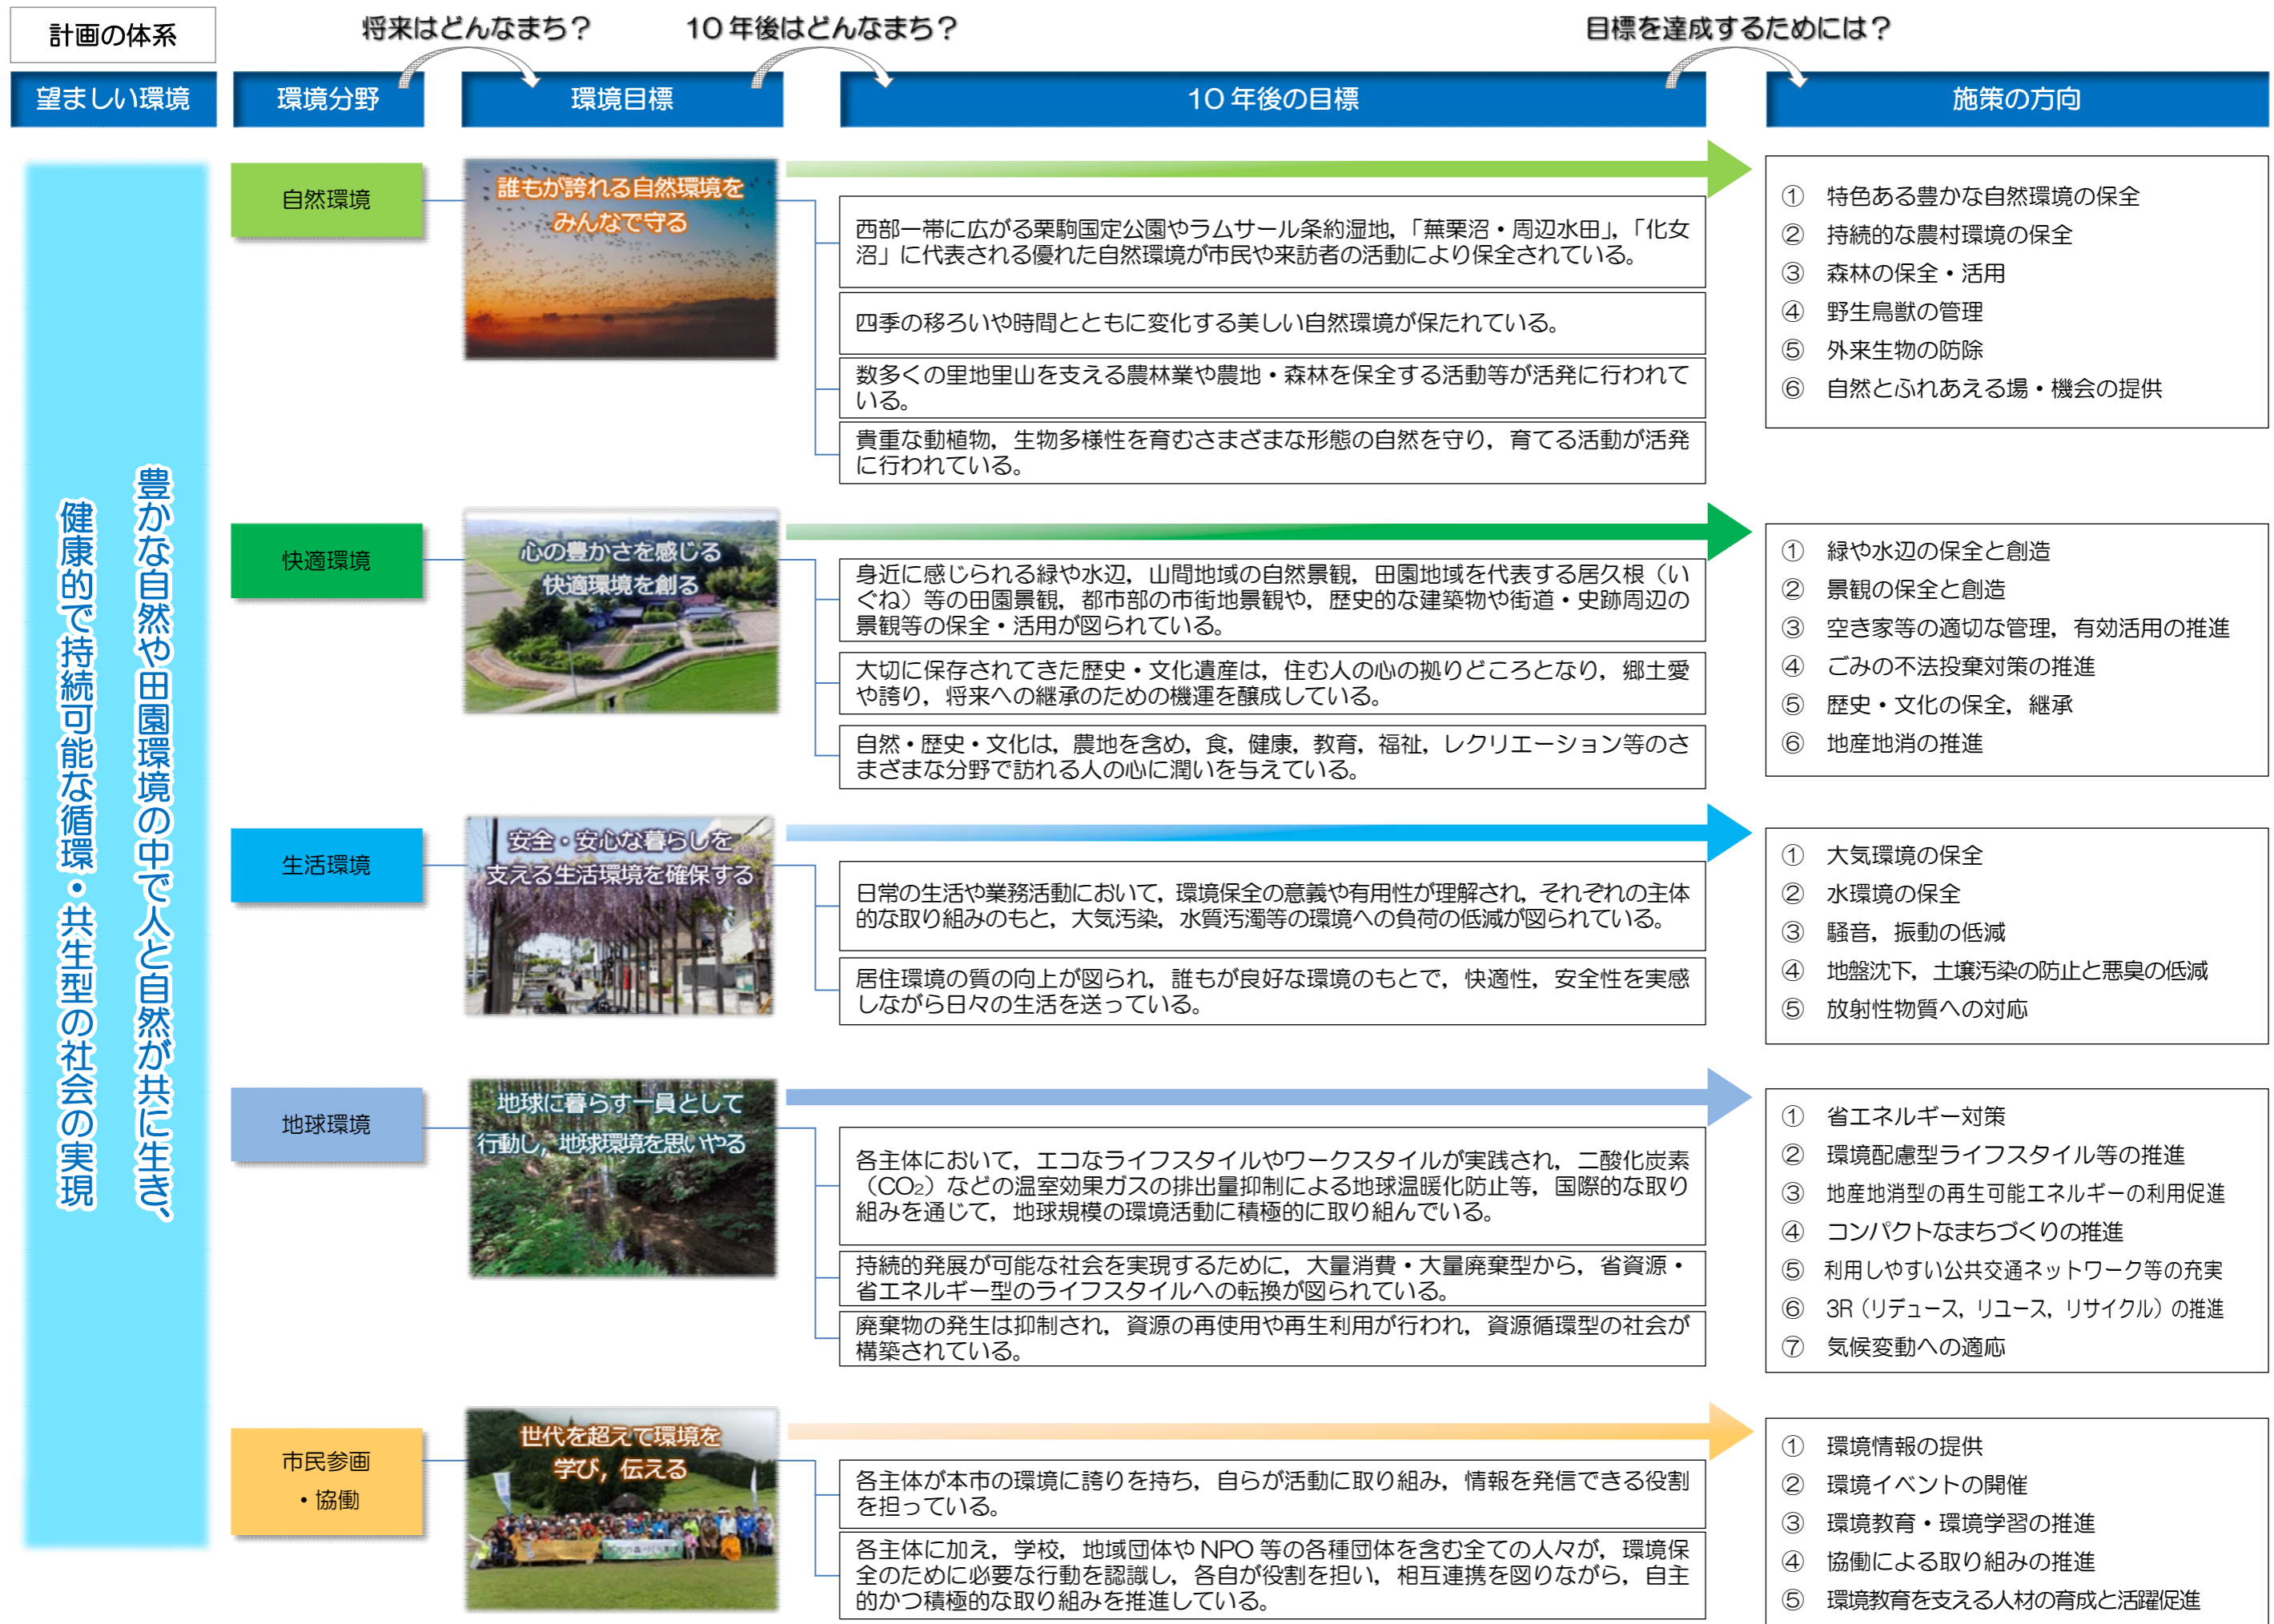 計画の体系
将来はどんなまち？
10年後はどんなまち？
目標を達成するためには？
望ましい環境
環境分野
環境目標
10年後の目標
施策の方向
豊かな自然や田園環境の中で人と自然が共に生き、
健康的で持続可能な循環・共生型の社会の実現
自然環境
誰もが誇れる自然環境を
みんなで守る
西部一帯に広がる栗駒国定公園やラムサール条約湿地，「蕪栗沼・周辺水田」，「化女
沼」に代表される優れた自然環境が市民や来訪者の活動により保全されている。
四季の移ろいや時間とともに変化する美しい自然環境が保たれている。
数多くの里地里山を支える農林業や農地・森林を保全する活動等が活発に行われて
いる。
貴重な動植物，生物多様性を育むさまざまな形態の自然を守り，育てる活動が活発
に行われている。
① 特色ある豊かな自然環境の保全
② 持続的な農村環境の保全
③ 森林の保全・活用
④ 野生鳥獣の管理
⑤ 外来生物の防除
⑥ 自然とふれあえる場・機会の提供
快適環境
心の豊かさを感じる
快適環境を創る
身近に感じられる緑や水辺，山間地域の自然景観，田園地域を代表する居久根（い
ぐね）等の田園景観，都市部の市街地景観や，歴史的な建築物や街道・史跡周辺の
景観等の保全・活用が図られている。
大切に保存されてきた歴史・文化遺産は，住む人の心の拠りどころとなり，郷土愛
や誇り，将来への継承のための機運を醸成している。
自然・歴史・文化は，農地を含め，食，健康，教育，福祉，レクリエーション等のさ
まざまな分野で訪れる人の心に潤いを与えている。
① 緑や水辺の保全と創造
② 景観の保全と創造
③ 空き家等の適切な管理，有効活用の推進
④ ごみの不法投棄対策の推進
⑤ 歴史・文化の保全，継承
⑥ 地産地消の推進
生活環境
安全・安心な暮らしを
支える生活環境を確保する
日常の生活や業務活動において，環境保全の意義や有用性が理解され，それぞれの主体
的な取り組みのもと，大気汚染，水質汚濁等の環境への負荷の低減が図られている。
居住環境の質の向上が図られ，誰もが良好な環境のもとで，快適性，安全性を実感
しながら日々の生活を送っている。
① 大気環境の保全
② 水環境の保全
③ 騒音，振動の低減
④ 地盤沈下，土壌汚染の防止と悪臭の低減
⑤ 放射性物質への対応
地球環境
地球に暮らす一員として
行動し，地球環境を思いやる
各主体において，エコなライフスタイルやワークスタイルが実践され，二酸化炭素
（CO₂）などの温室効果ガスの排出量抑制による地球温暖化防止等，国際的な取り
組みを通じて，地球規模の環境活動に積極的に取り組んでいる。
持続的発展が可能な社会を実現するために，大量消費・大量廃棄型から，省資源・
省エネルギー型のライフスタイルへの転換が図られている。
廃棄物の発生は抑制され，資源の再使用や再生利用が行われ，資源循環型の社会が
構築されている。
① 省エネルギー対策
② 環境配慮型ライフスタイル等の推進
③ 地産地消型の再生可能エネルギーの利用促進
④ コンパクトなまちづくりの推進
⑤ 利用しやすい公共交通ネットワーク等の充実
⑥ 3R（リデュース，リユース，リサイクル）の推進
⑦ 気候変動への適応
市民参画
・協働
世代を超えて環境を
学び，伝える
各主体が本市の環境に誇りを持ち，自らが活動に取り組み，情報を発信できる役割
を担っている。
各主体に加え，学校，地域団体や NPO 等の各種団体を含む全ての人々が，環境保
全のために必要な行動を認識し，各自が役割を担い，相互連携を図りながら，自主
的かつ積極的な取り組みを推進している。
① 環境情報の提供
② 環境イベントの開催
③ 環境教育・環境学習の推進
④ 協働による取り組みの推進
⑤ 環境教育を支える人材の育成と活躍促進